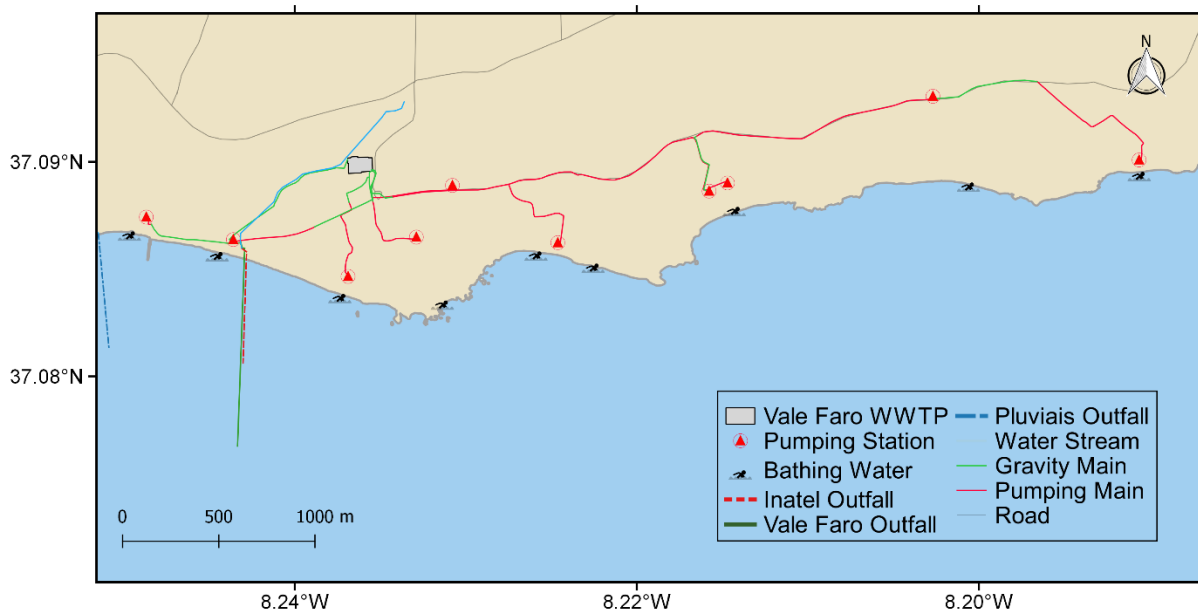 N
37.09°N
37.08°N
Vale Faro WWTP
Pumping Station
Bathing Water
Inatel Outfall
Vale Faro Outfall
Pluviais Outfall
Water Stream
Gravity Main
Pumping Main
Road
0 500 1000 m
8.24°W 8.22°W 8.20°W